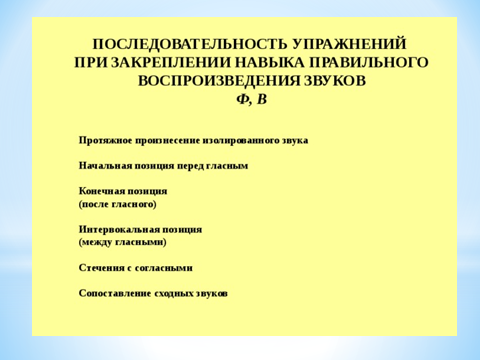 ПОСЛЕДОВАТЕЛЬНОСТЬ УПРАЖНЕНИЙ
ПРИ ЗАКРЕПЛЕНИИ НАВЫКА ПРАВИЛЬНОГО
ВОСПРОИЗВЕДЕНИЯ ЗВУКОВ
Ф, В
Протяжное произнесение изолированного звука
Начальная позиция перед гласным
Конечная позиция
(после гласного)
Интервокальная позиция
(между гласными)
Стечения с согласными
Сопоставление сходных звуков